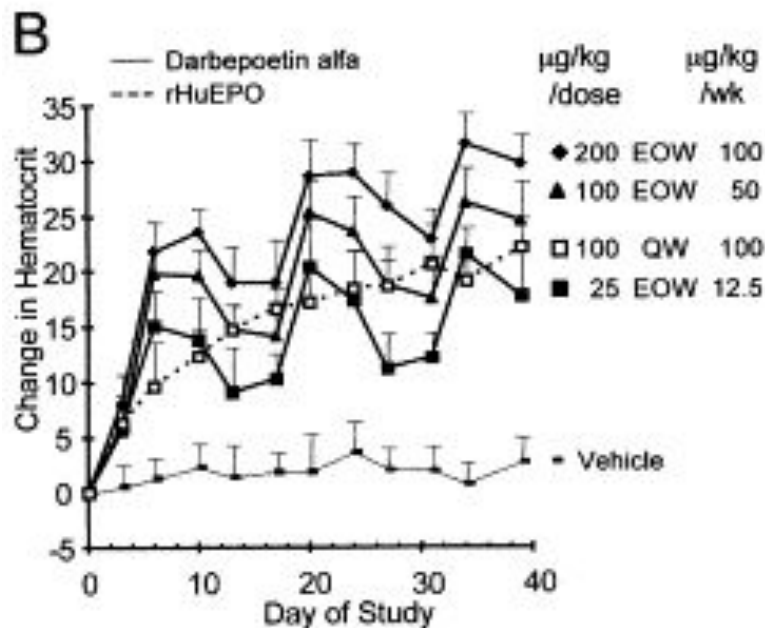 B
Darbepoetin alfa
rHuEPO
µg/kg /dose
µg/kg /wk
200 EOW 100
100 EOW 50
100 QW 100
25 EOW 12.5
Vehicle
Change in Hematocrit
35
30
25
20
15
10
5
0
-5
0 10 20 30 40
Day of Study